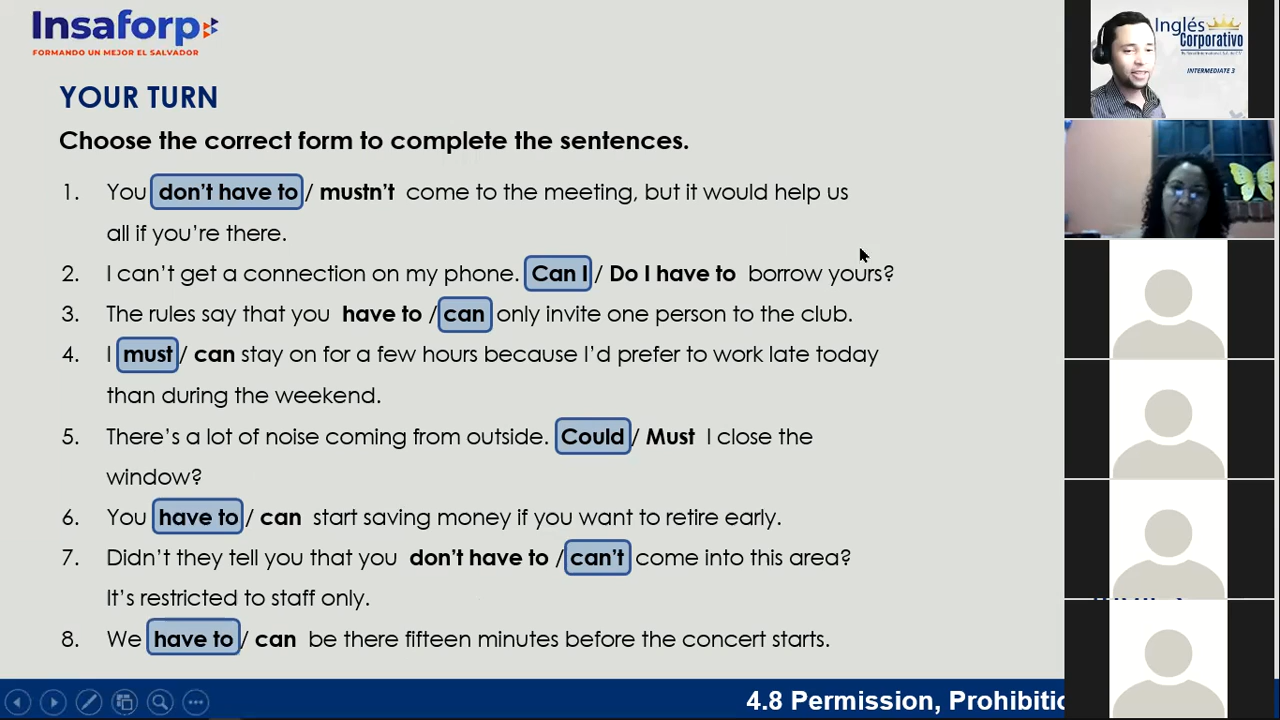 Insaforp
FORMANDO UN MEJOR EL SALVADOR
YOUR TURN
Choose the correct form to complete the sentences.
1. You don't have to / mustn't come to the meeting, but it would help us
all if you're there.
2. I can't get a connection on my phone. Can I / Do I have to borrow yours?
3. The rules say that you have to / can only invite one person to the club.
4. I must / can stay on for a few hours because I'd prefer to work late today
than during the weekend.
5. There's a lot of noise coming from outside. Could / Must I close the
window?
6. You have to / can start saving money if you want to retire early.
7. Didn't they tell you that you don't have to / can't come into this area?
It's restricted to staff only.
8. We have to / can be there fifteen minutes before the concert starts.
4.8 Permission, Prohibitio
Inglés
Corporativo
INTERMEDIATE 3